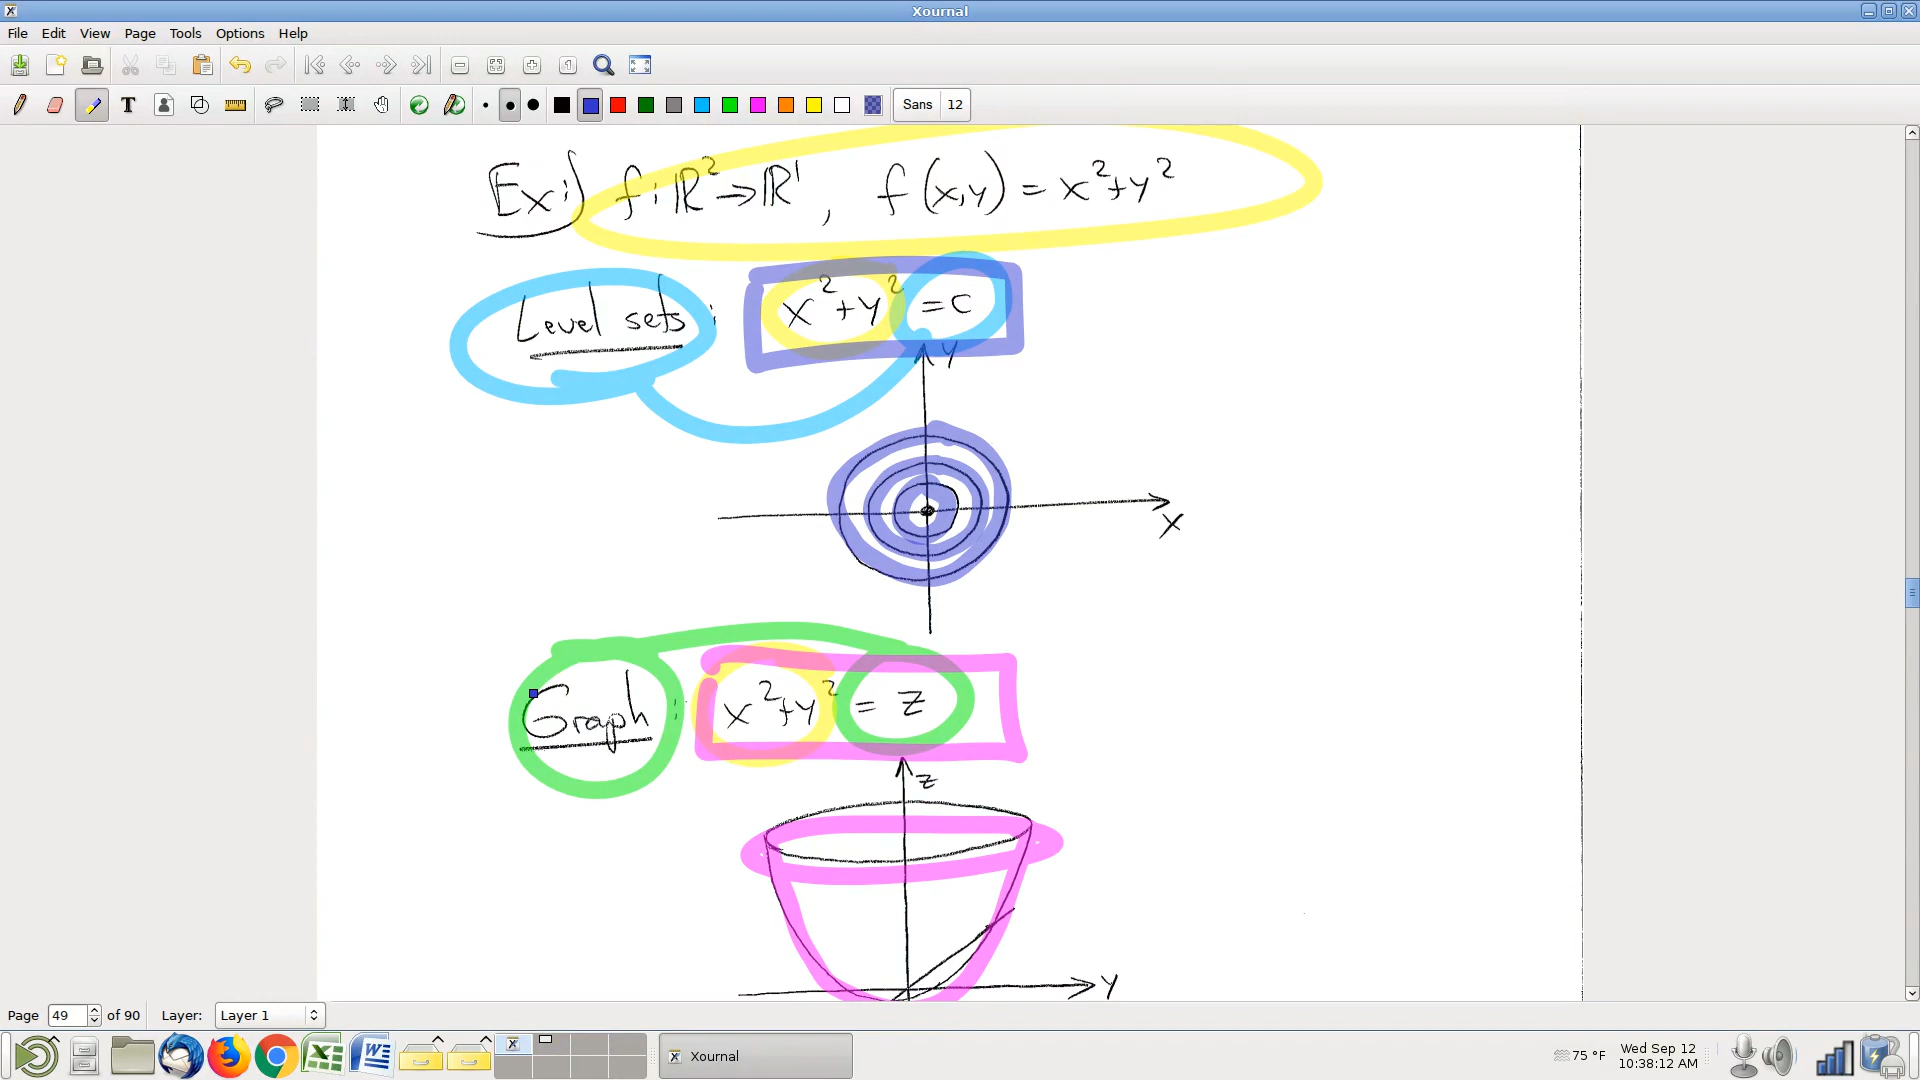 Xournal
File Edit View Page Tools Options Help
Sans 12
Ex:) f: ℝ² → ℝ¹, f(x,y) = x²+y²
Level sets: x²+y² = c
y
x
Graph: x²+y² = z
z
y
Page 49 of 90 Layer: Layer 1
Xournal
75 °F
Wed Sep 12
10:38:12 AM